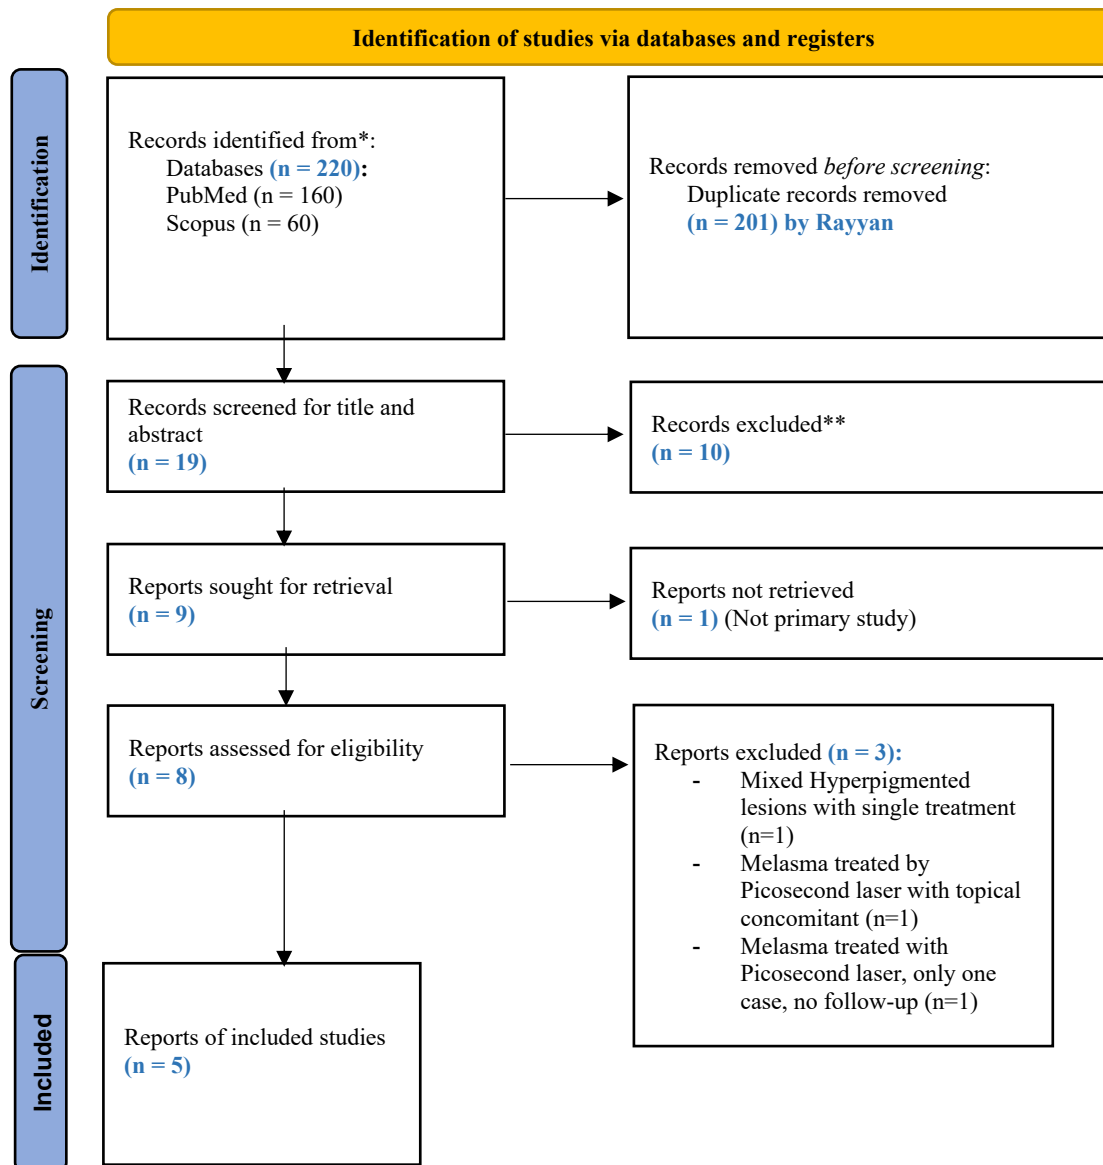 Identification of studies via databases and registers
Identification
Records identified from*:
Databases (n = 220):
PubMed (n = 160)
Scopus (n = 60)
Records removed before screening:
Duplicate records removed
(n = 201) by Rayyan
Screening
Records screened for title and
abstract
(n = 19)
Records excluded**
(n = 10)
Reports sought for retrieval
(n = 9)
Reports not retrieved
(n = 1) (Not primary study)
Reports assessed for eligibility
(n = 8)
Reports excluded (n = 3):
- Mixed Hyperpigmented
lesions with single treatment
(n=1)
- Melasma treated by
Picosecond laser with topical
concomitant (n=1)
- Melasma treated with
Picosecond laser, only one
case, no follow-up (n=1)
Included
Reports of included studies
(n = 5)